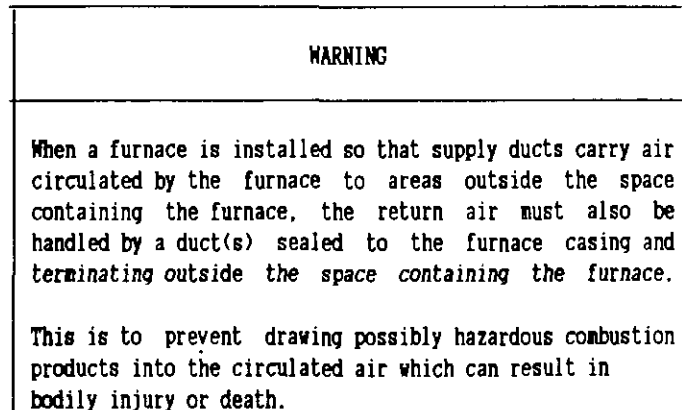 WARNING
When a furnace is installed so that supply ducts carry air
circulated by the furnace to areas outside the space
containing the furnace, the return air must also be
handled by a duct(s) sealed to the furnace casing and
terminating outside the space containing the furnace.
This is to prevent drawing possibly hazardous combustion
products into the circulated air which can result in
bodily injury or death.